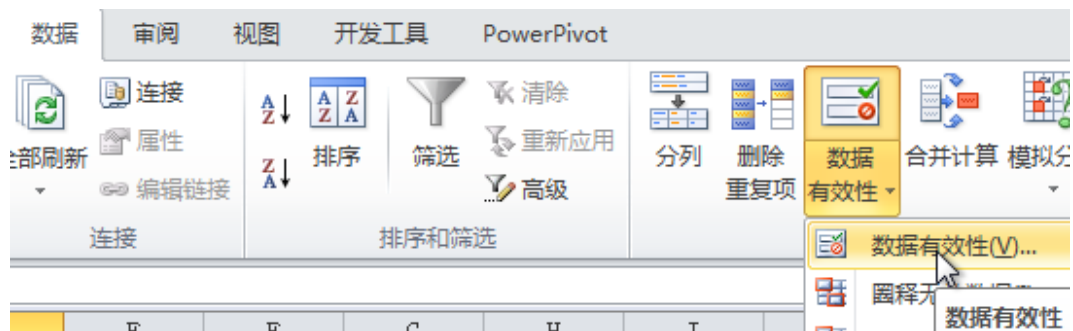 数据 审阅 视图 开发工具 PowerPivot
连接 清除
属性 排序 筛选 重新应用 分列 删除 数据 合并计算
部刷新 编辑链接 高级 重复项 有效性
连接 排序和筛选
数据有效性(V)...
圈释
数据有效性
H